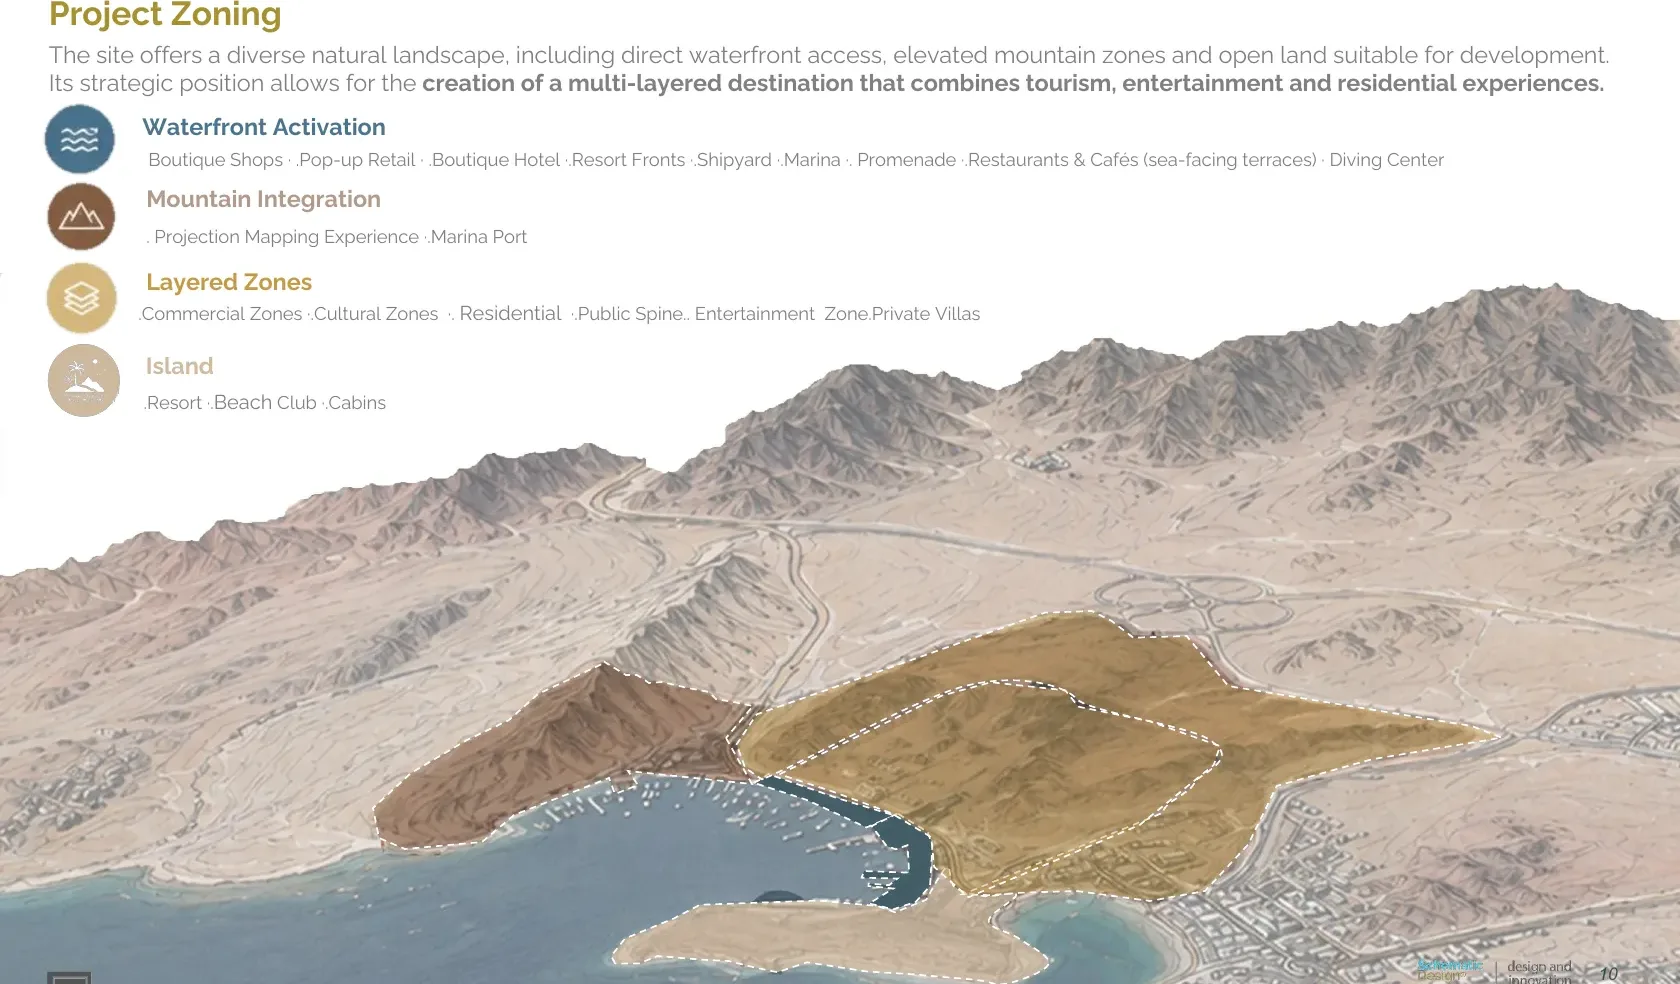 Project Zoning
The site offers a diverse natural landscape, including direct waterfront access, elevated mountain zones and open land suitable for development.
Its strategic position allows for the creation of a multi-layered destination that combines tourism, entertainment and residential experiences.
Waterfront Activation
Boutique Shops · .Pop-up Retail · .Boutique Hotel ·.Resort Fronts ·.Shipyard ·.Marina ·. Promenade ·.Restaurants & Cafés (sea-facing terraces) · Diving Center
Mountain Integration
. Projection Mapping Experience ·.Marina Port
Layered Zones
.Commercial Zones ·.Cultural Zones ·. Residential ·.Public Spine.. Entertainment Zone.Private Villas
Island
.Resort ·.Beach Club ·.Cabins
Design
design and
innovation
10